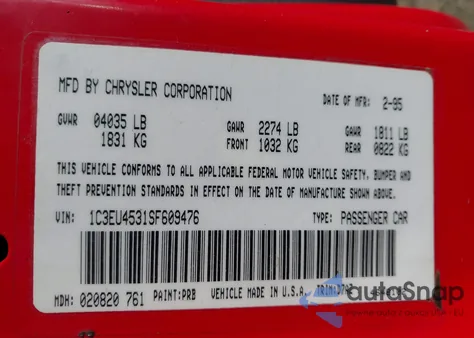 MFD BY CHRYSLER CORPORATION DATE OF MFR: 2-95
GVWR 04035 LB GAWR 2274 LB GAWR 1811 LB
1831 KG FRONT 1032 KG REAR 0822 KG
THIS VEHICLE CONFORMS TO ALL APPLICABLE FEDERAL MOTOR VEHICLE SAFETY, BUMPER AND
THEFT PREVENTION STANDARDS IN EFFECT ON THE DATE OF MANUFACTURE SHOWN ABOVE.
VIN: 1C3EU4531SF609476 TYPE: PASSENGER CAR
MDH: 020820 761 PAINT:PRB VEHICLE MADE IN U.S.A. TRIM:
autoSnap